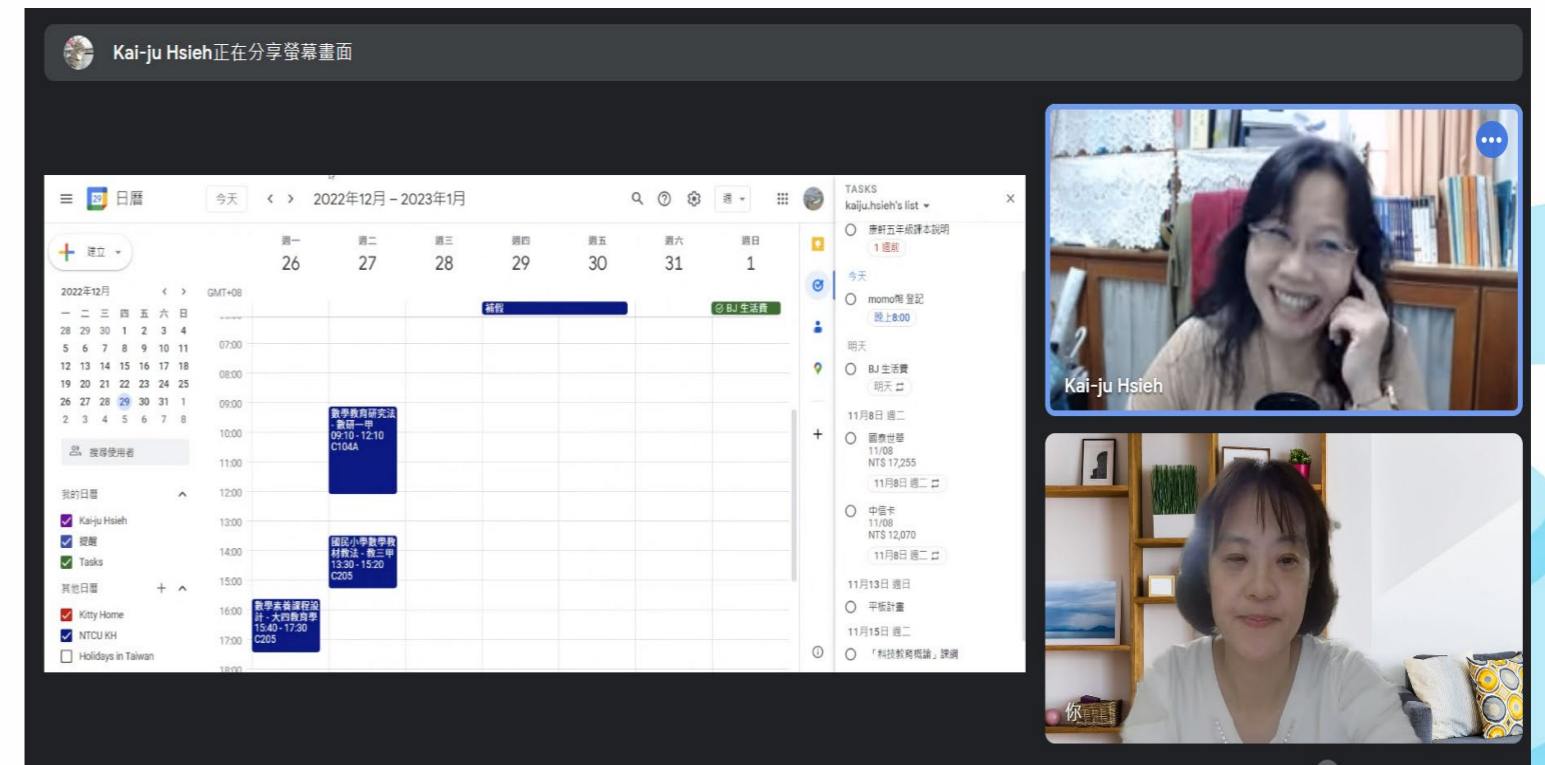 Kai-ju Hsieh正在分享螢幕畫面
29 日曆
今天
2022年12月 – 2023年1月
週
建立
2022年12月
一 二 三 四 五 六 日
28 29 30 1 2 3 4
5 6 7 8 9 10 11
12 13 14 15 16 17 18
19 20 21 22 23 24 25
26 27 28 29 30 31 1
2 3 4 5 6 7 8
搜尋使用者
我的日曆
Kai-ju Hsieh
提醒
Tasks
其他日曆
Kitty Home
NTCU KH
Holidays in Taiwan
週一 週二 週三 週四 週五 週六 週日
26 27 28 29 30 31 1
GMT+08
補假
BJ 生活費
07:00
08:00
09:00
10:00
11:00
12:00
13:00
14:00
15:00
16:00
17:00
18:00
數學教育研究法
- 數研一甲
09:10 - 12:10
C104A
國民小學數學教
材教法 - 教三甲
13:30 - 15:20
C205
數學素養課程設
計 - 大四教育學
15:40 - 17:30
C205
TASKS
kaiju.hsieh's list
康軒五年級課本說明
1 週前
今天
momo幣 登記
晚上8:00
明天
BJ 生活費
明天
11月8日 週二
國泰世華
11/08
NT$ 17,255
11月8日 週二
中信卡
11/08
NT$ 12,070
11月8日 週二
11月13日 週日
平板計畫
11月15日 週二
「科技教育概論」課綱
Kai-ju Hsieh
你